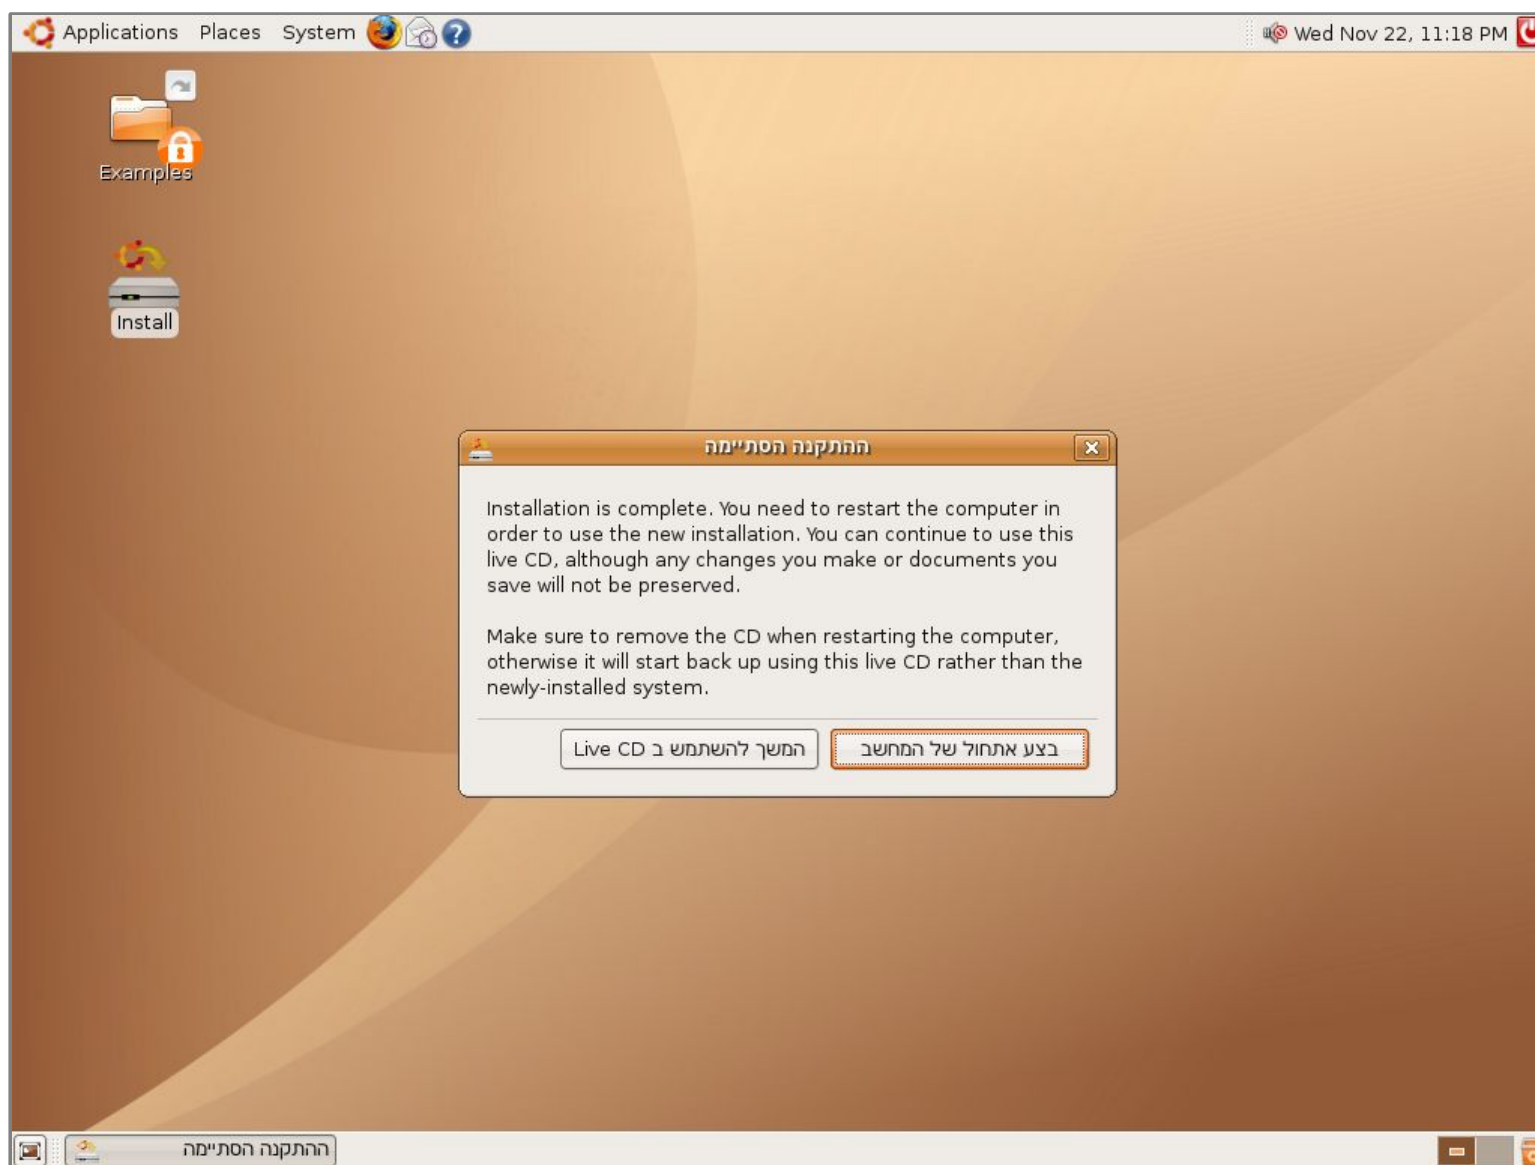 Applications Places System
Wed Nov 22, 11:18 PM
Examples
Install
ההתקנה הסתיימה
Installation is complete. You need to restart the computer in
order to use the new installation. You can continue to use this
live CD, although any changes you make or documents you
save will not be preserved.
Make sure to remove the CD when restarting the computer,
otherwise it will start back up using this live CD rather than the
newly-installed system.
המשך להשתמש ב Live CD
בצע אתחול של המחשב
ההתקנה הסתיימה